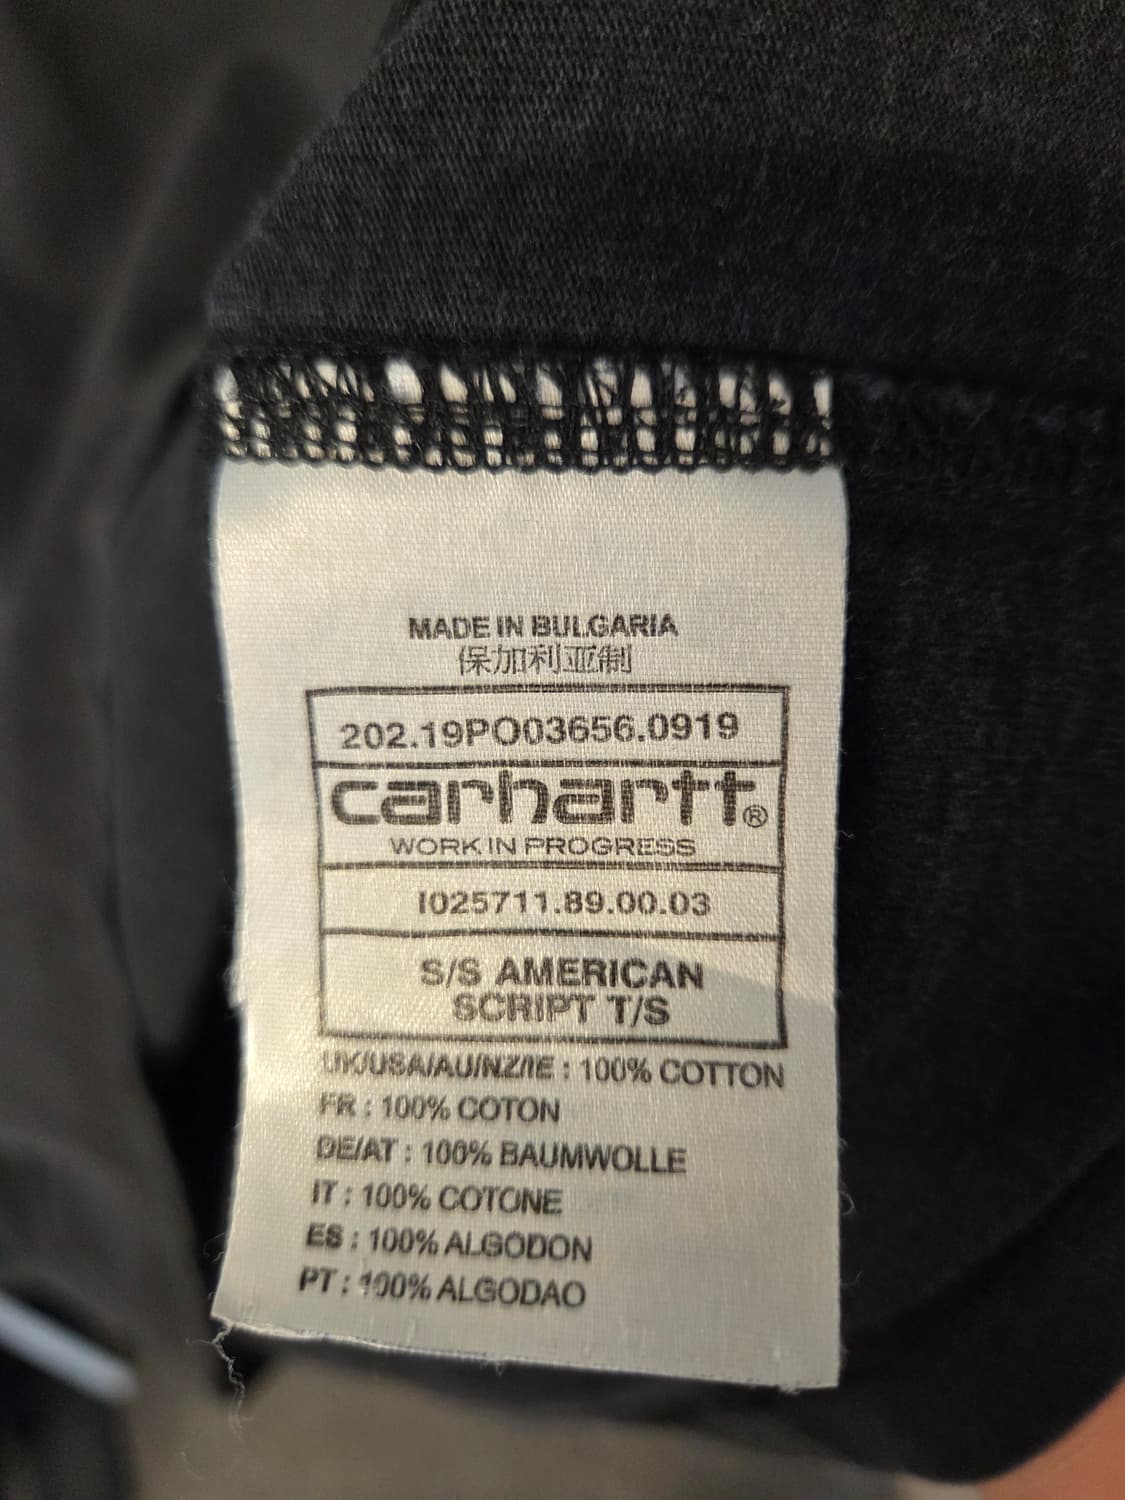 MADE IN BULGARIA
保加利亚制
202.19PO03656.0919
carhartt®
WORK IN PROGRESS
I025711.89.00.03
S/S AMERICAN
SCRIPT T/S
UK/USA/AU/NZ/IE : 100% COTTON
FR : 100% COTON
DE/AT : 100% BAUMWOLLE
IT : 100% COTONE
ES : 100% ALGODON
PT : 100% ALGODAO